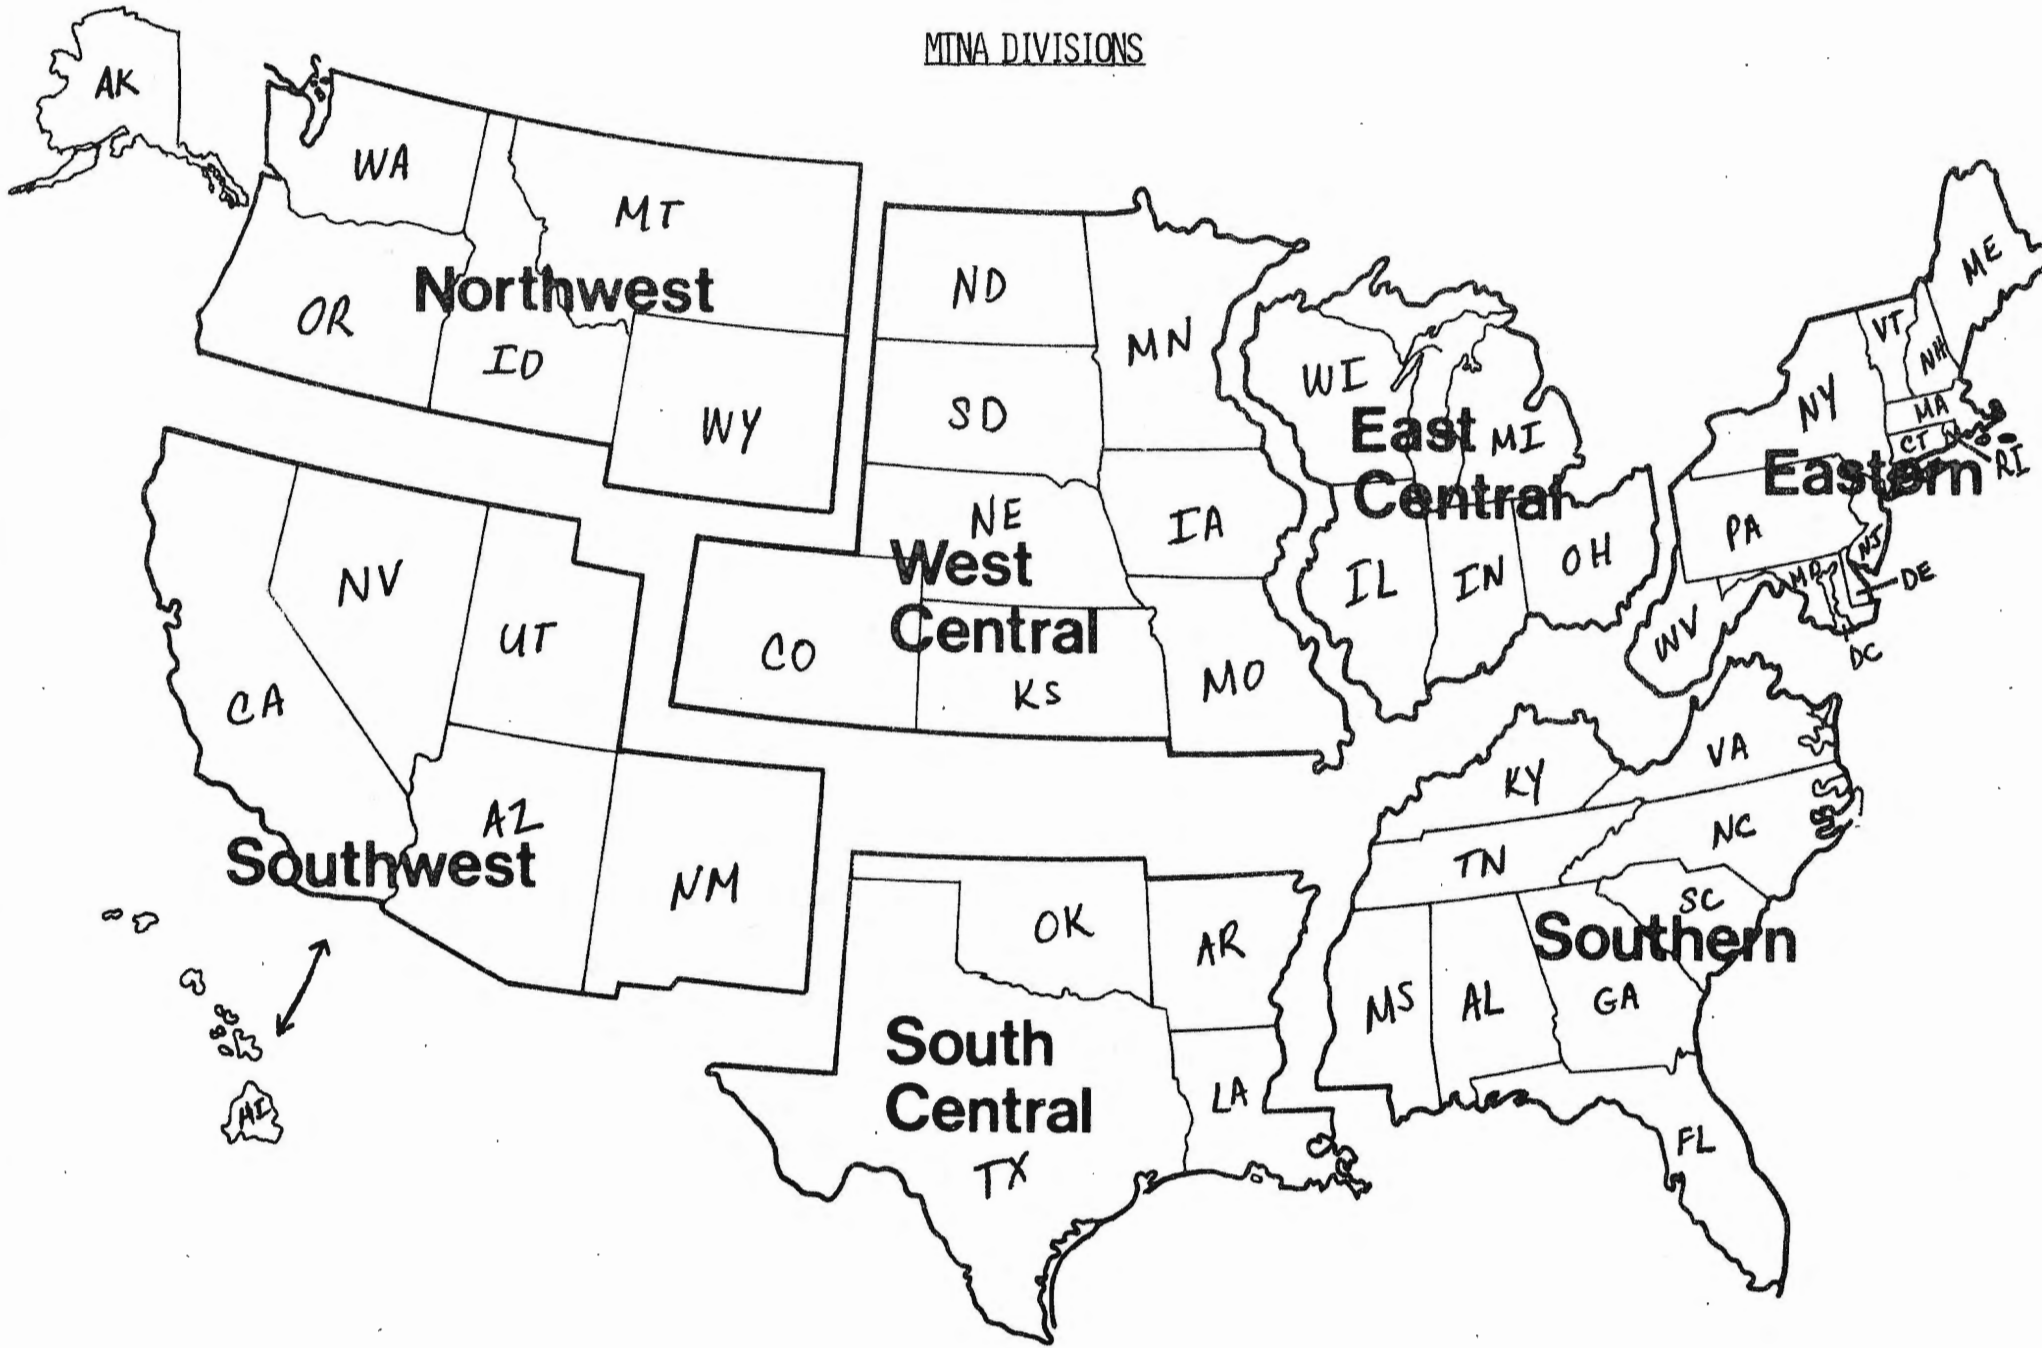 MTNA DIVISIONS
AK
WA
MT
OR
Northwest
ID
WY
ND
MN
SD
NE
IA
West
Central
CO
KS
MO
WI
MI
East
Central
IL
IN
OH
ME
VT
NH
NY
MA
CT
RI
Eastern
PA
NJ
DE
MD
WV
DC
NV
UT
CA
AZ
Southwest
NM
HI
OK
AR
South
Central
TX
LA
KY
VA
TN
NC
SC
Southern
MS
AL
GA
FL